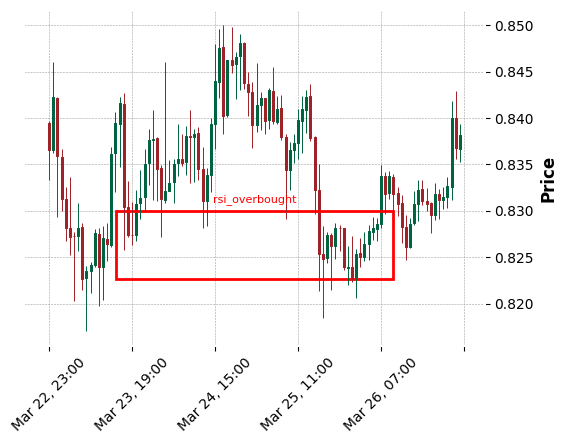 0.850
0.845
0.840
0.835
0.830
0.825
0.820
Price
rsi_overbought
Mar 22, 23:00
Mar 23, 19:00
Mar 24, 15:00
Mar 25, 11:00
Mar 26, 07:00